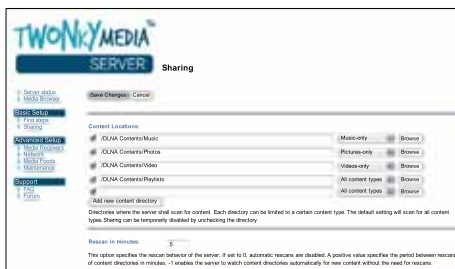 TWONKYMEDIA
SERVER
Sharing
Server status
Media Browser
Save Changes Cancel
Basic Setup
First steps
Sharing
Content Locations:
Advanced Setup
Media Receivers
Network
Media Feeds
Maintenance
/DLNA Contents/Music Music-only Browse
/DLNA Contents/Photos Pictures-only Browse
/DLNA Contents/Video Videos-only Browse
/DLNA Contents/Playlists All content types Browse
All content types Browse
Support
FAQ
Forum
Add new content directory
Directories where the server shall scan for content. Each directory can be limited to a certain content type. The default setting will scan for all content
types. Sharing can be temporarily disabled by unchecking the directory.
Rescan in minutes: 5
This option specifies the rescan behavior of the server. If set to 0, automatic rescans are disabled. A positive value specifies the period between rescans
of content directories in minutes. -1 enables the server to watch content directories automatically for new content without the need for rescans.